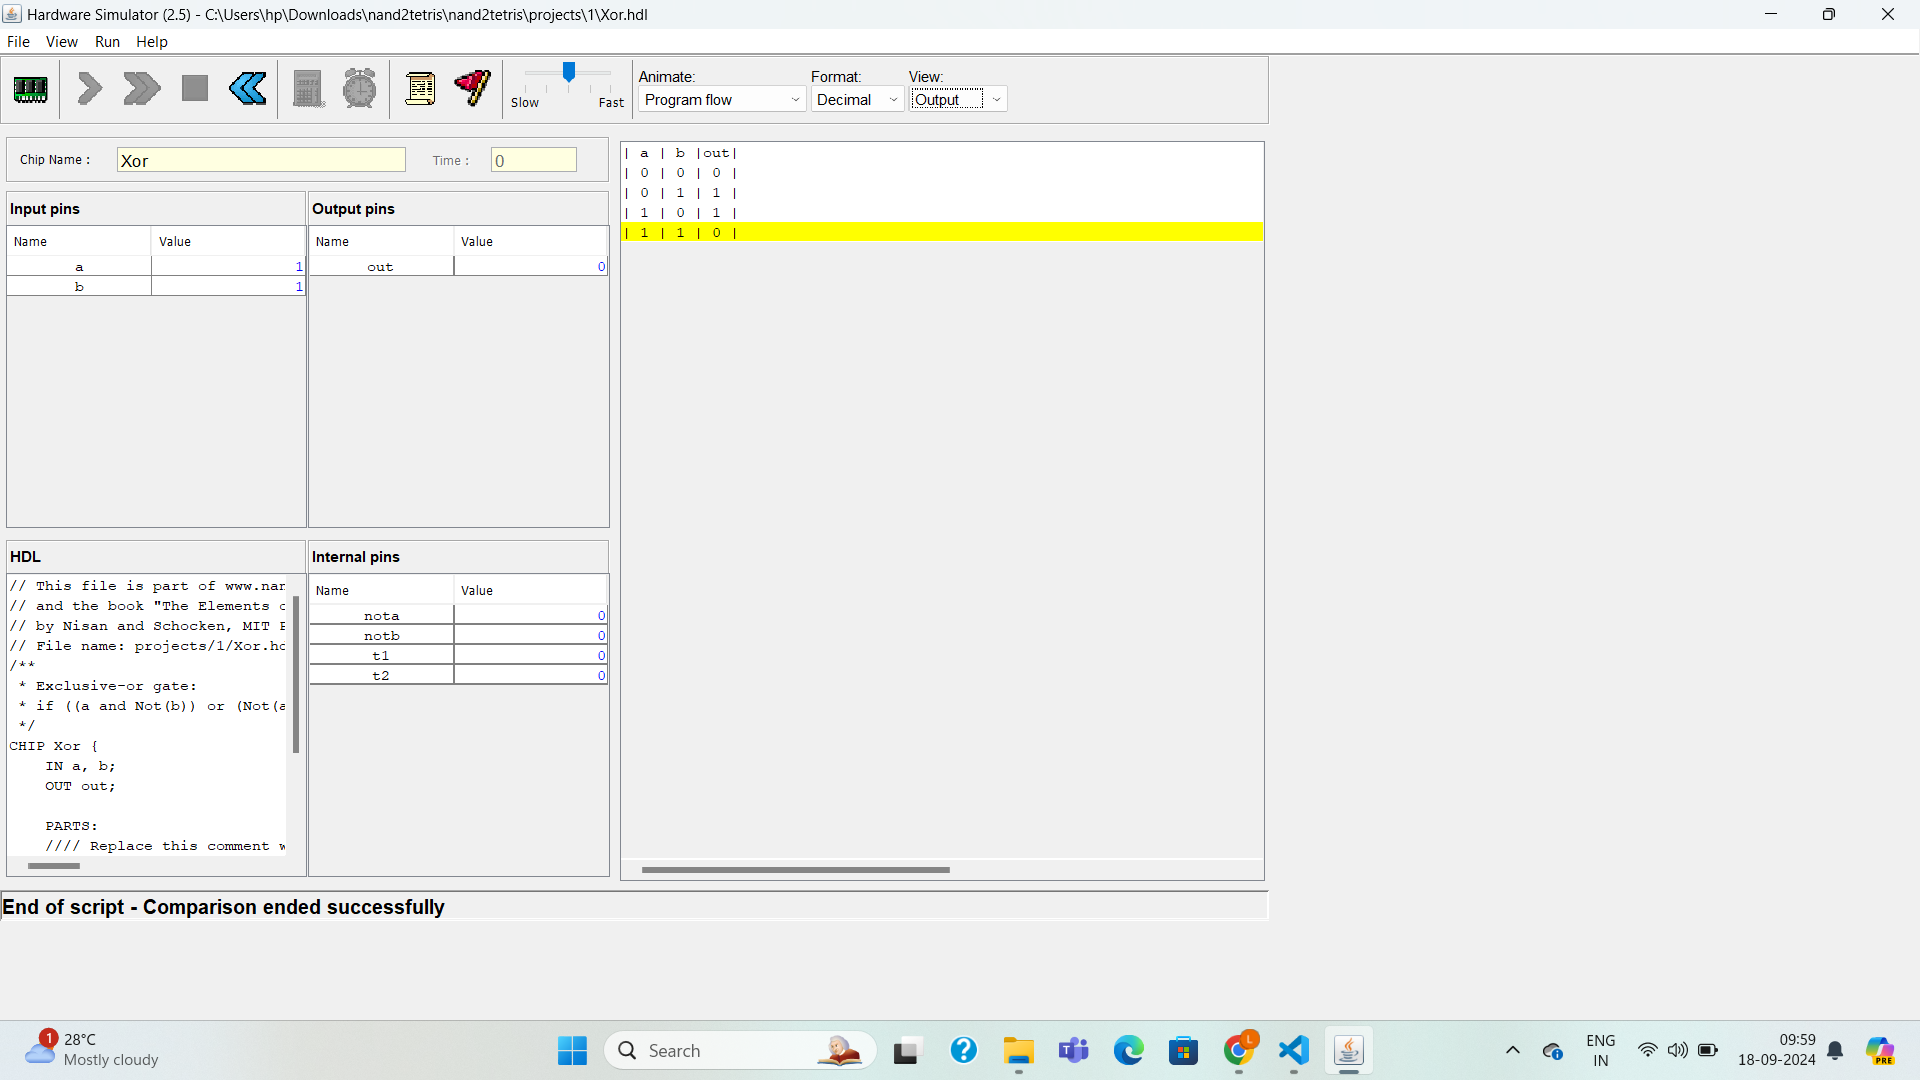 Hardware Simulator (2.5) - C:\Users\hp\Downloads\nand2tetris\nand2tetris\projects\1\Xor.hdl
File View Run Help
Slow Fast
Animate:
Program flow
Format:
Decimal
View:
Output
Chip Name :
Xor
Time :
0
Input pins
Name Value
a 1
b 1
Output pins
Name Value
out 0
| a | b |out|
| 0 | 0 | 0 |
| 0 | 1 | 1 |
| 1 | 0 | 1 |
| 1 | 1 | 0 |
HDL
// This file is part of www.nan
// and the book "The Elements o
// by Nisan and Schocken, MIT P
// File name: projects/1/Xor.hd
/**
* Exclusive-or gate:
* if ((a and Not(b)) or (Not(a
*/
CHIP Xor {
IN a, b;
OUT out;
PARTS:
//// Replace this comment w
Internal pins
Name Value
nota 0
notb 0
t1 0
t2 0
End of script - Comparison ended successfully
1
28°C
Mostly cloudy
Search
L
ENG
IN
09:59
18-09-2024
PRE